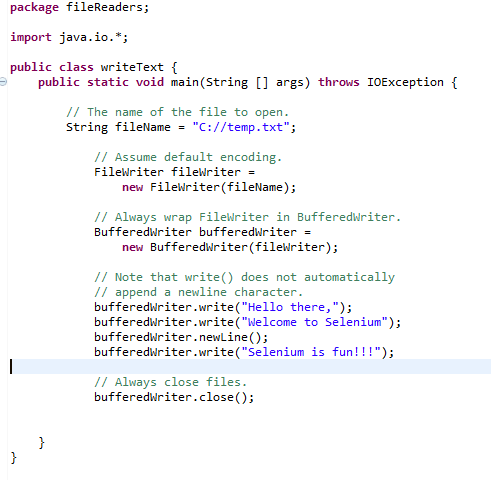 package fileReaders;
import java.io.*;
public class writeText {
public static void main(String [] args) throws IOException {
// The name of the file to open.
String fileName = "C://temp.txt";
// Assume default encoding.
FileWriter fileWriter =
new FileWriter(fileName);
// Always wrap FileWriter in BufferedWriter.
BufferedWriter bufferedWriter =
new BufferedWriter(fileWriter);
// Note that write() does not automatically
// append a newline character.
bufferedWriter.write("Hello there,");
bufferedWriter.write("Welcome to Selenium");
bufferedWriter.newLine();
bufferedWriter.write("Selenium is fun!!!");
// Always close files.
bufferedWriter.close();
}
}